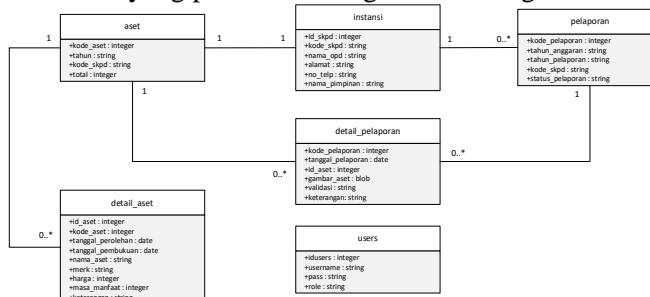 aset
+kode_aset : integer
+tahun : string
+kode_skpd : string
+total : integer
instansi
+id_skpd : integer
+kode_skpd : string
+nama_opd : string
+alamat : string
+no_telp : string
+nama_pimpinan : string
pelaporan
+kode_pelaporan : integer
+tahun_anggaran : string
+tahun_pelaporan : string
+kode_skpd : string
+status_pelaporan : string
1
1
1
1
0..*
1
1
detail_pelaporan
+kode_pelaporan : integer
+tanggal_pelaporan : date
+id_aset : integer
+gambar_aset : blob
+validasi : string
+keterangan: string
0..*
0..*
detail_aset
+id_aset : integer
+kode_aset : integer
+tanggal_perolehan : date
+tanggal_pembukuan : date
+nama_aset : string
+merk : string
+harga : integer
+masa_manfaat : integer
0..*
users
+idusers : integer
+username : string
+pass : string
+role : string